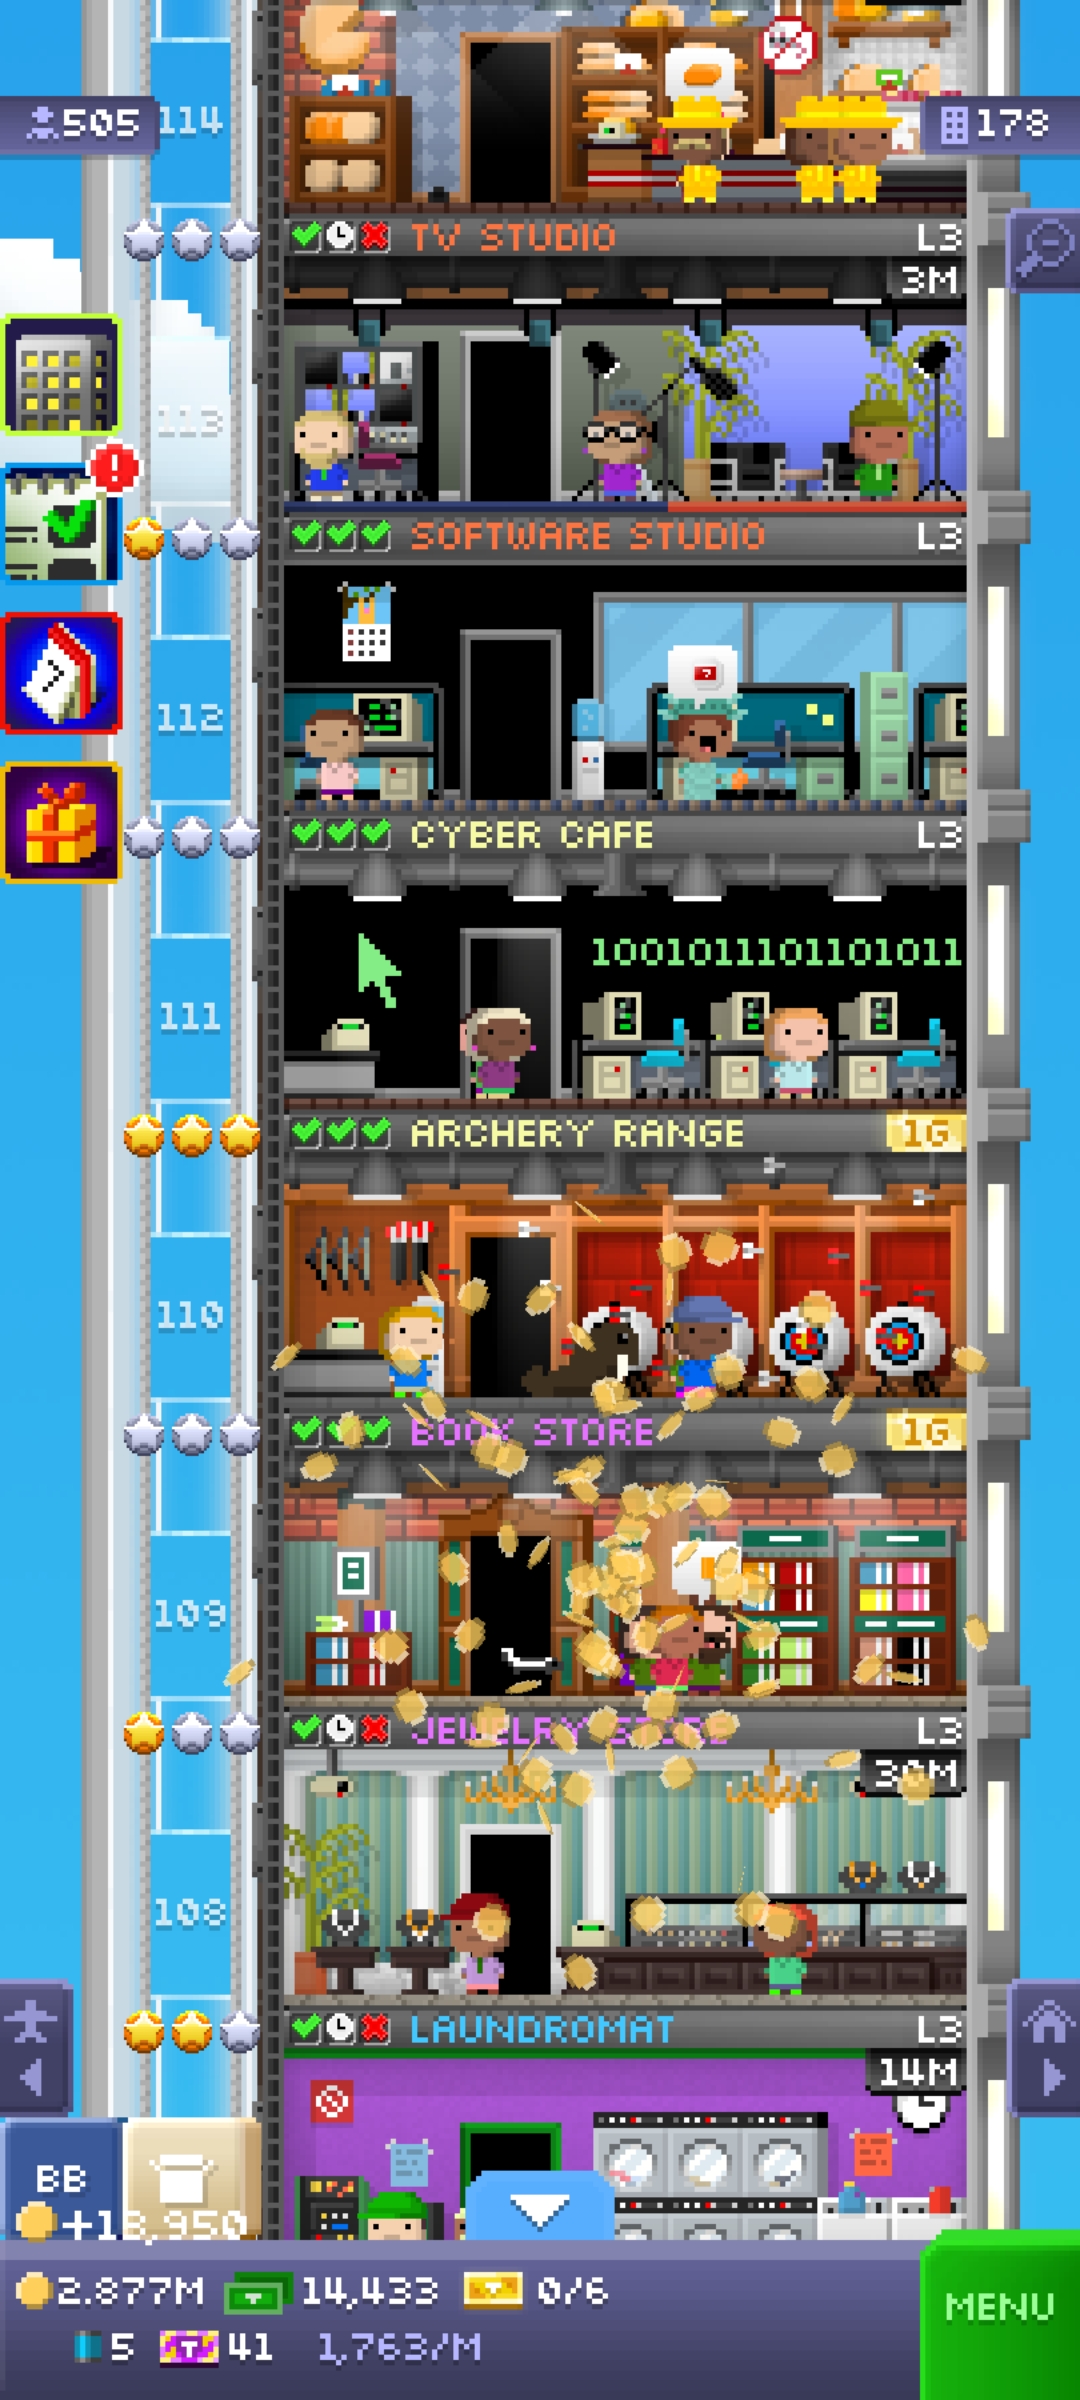 505
114
178
TV STUDIO
L3
3M
113
SOFTWARE STUDIO
L3
112
CYBER CAFE
L3
1001011101101011
111
ARCHERY RANGE
1G
110
BOOK STORE
1G
109
JEWELRY STORE
L3
30M
108
LAUNDROMAT
L3
14M
BB
+18,950
2.877M
14,433
0/6
MENU
5
41
1,763/M